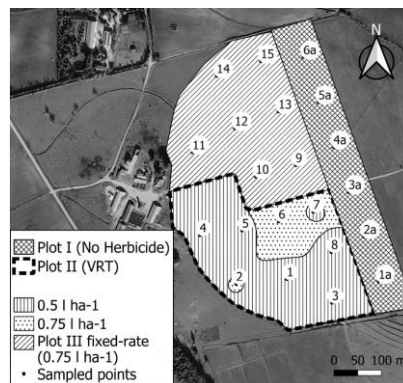 N
15
6a
14
5a
13
12
4a
11
9
10
3a
7
6
5
4
2a
8
2
1
1a
3
Plot I (No Herbicide)
Plot II (VRT)
0.5 l ha-1
0.75 l ha-1
Plot III fixed-rate
(0.75 l ha-1)
Sampled points
0 50 100 m